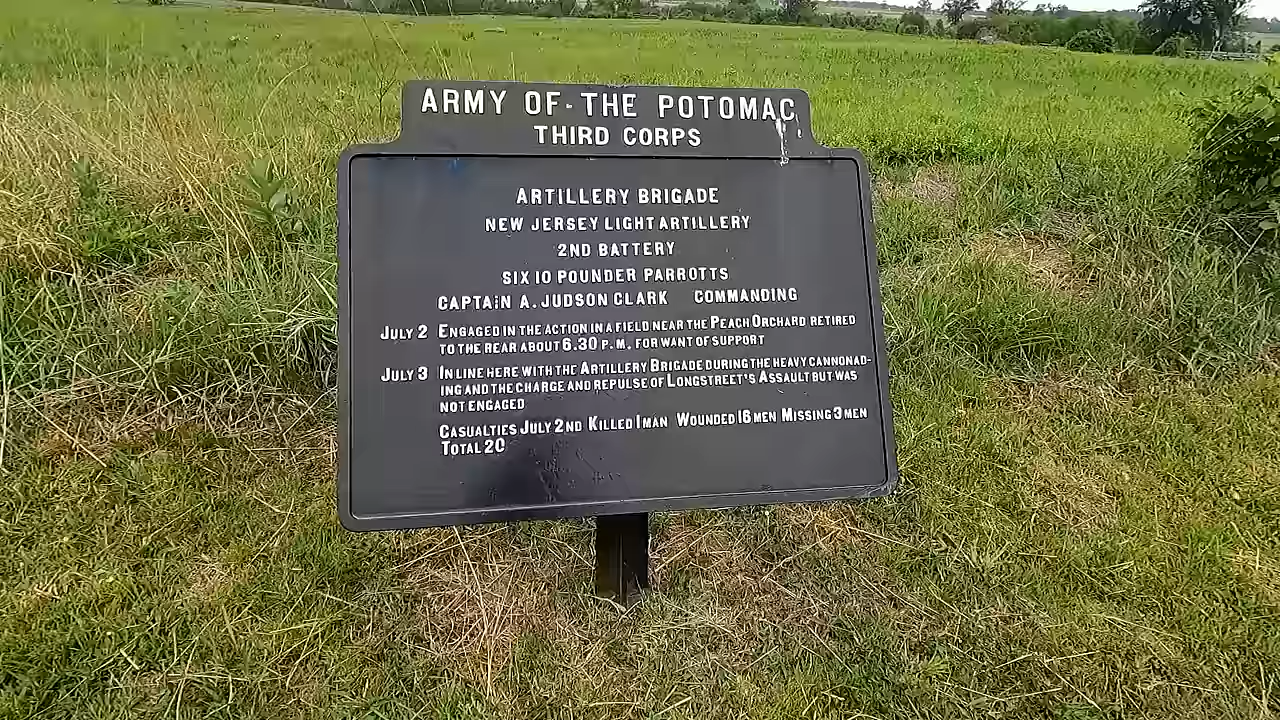 ARMY OF THE POTOMAC
THIRD CORPS
ARTILLERY BRIGADE
NEW JERSEY LIGHT ARTILLERY
2ND BATTERY
SIX 10 POUNDER PARROTTS
CAPTAIN A. JUDSON CLARK COMMANDING
JULY 2 ENGAGED IN THE ACTION IN A FIELD NEAR THE PEACH ORCHARD RETIRED
TO THE REAR ABOUT 6.30 P.M. FOR WANT OF SUPPORT
JULY 3 IN LINE HERE WITH THE ARTILLERY BRIGADE DURING THE HEAVY CANNONAD-
ING AND THE CHARGE AND REPULSE OF LONGSTREET'S ASSAULT BUT WAS
NOT ENGAGED
CASUALTIES JULY 2ND KILLED 1 MAN WOUNDED 16 MEN MISSING 3 MEN
TOTAL 20